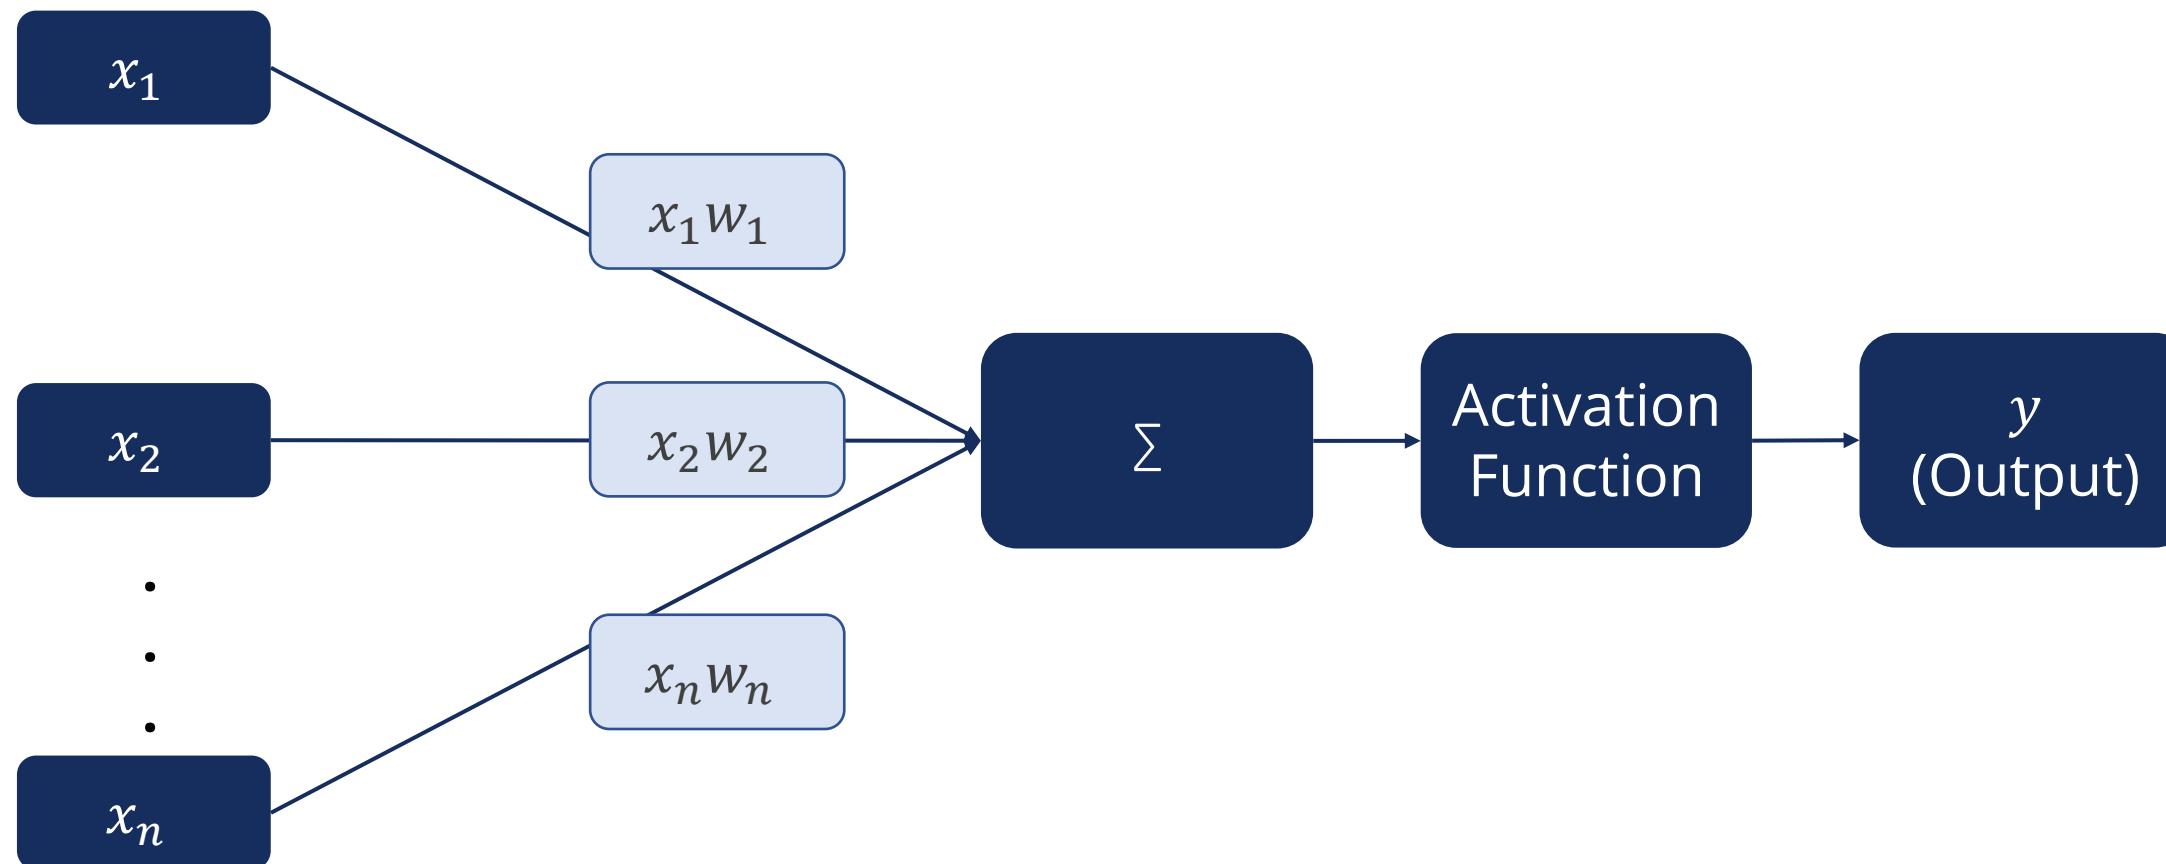 x₁
x₁w₁
x₂
x₂w₂
∑
Activation
Function
y
(Output)
.
.
.
xₙwₙ
xₙ